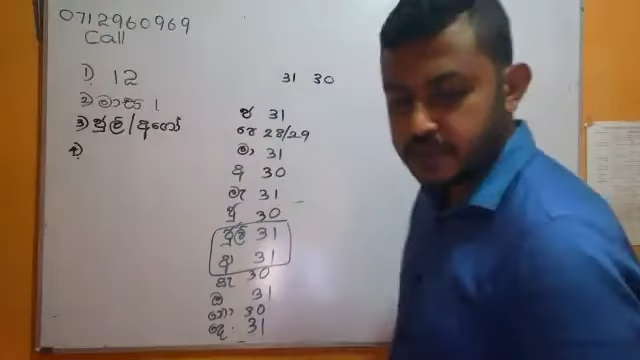 0712960969
Call
1) 12
31 30
2) මාස 1
3) ජූලි/අගෝ
4)
ජ 31
පෙ 28/29
මා 31
අ 30
මැ 31
ජූ 30
ජූලි 31
අ 31
සැ 30
ඔ 31
නො 30
දෙ. 31